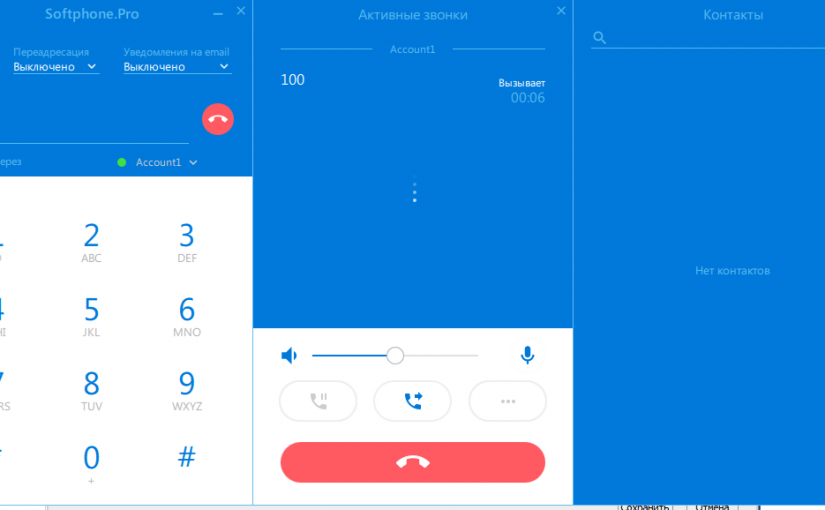 Softphone.Pro
Переадресация
Уведомления на email
Выключено
Выключено
ерез
Account1
2
3
ABC
DEF
5
6
JKL
MNO
8
9
TUV
WXYZ
0
#
+
Активные звонки
Account1
100
Вызывает
00:06
Контакты
Нет контактов
Сохранить
Отмена